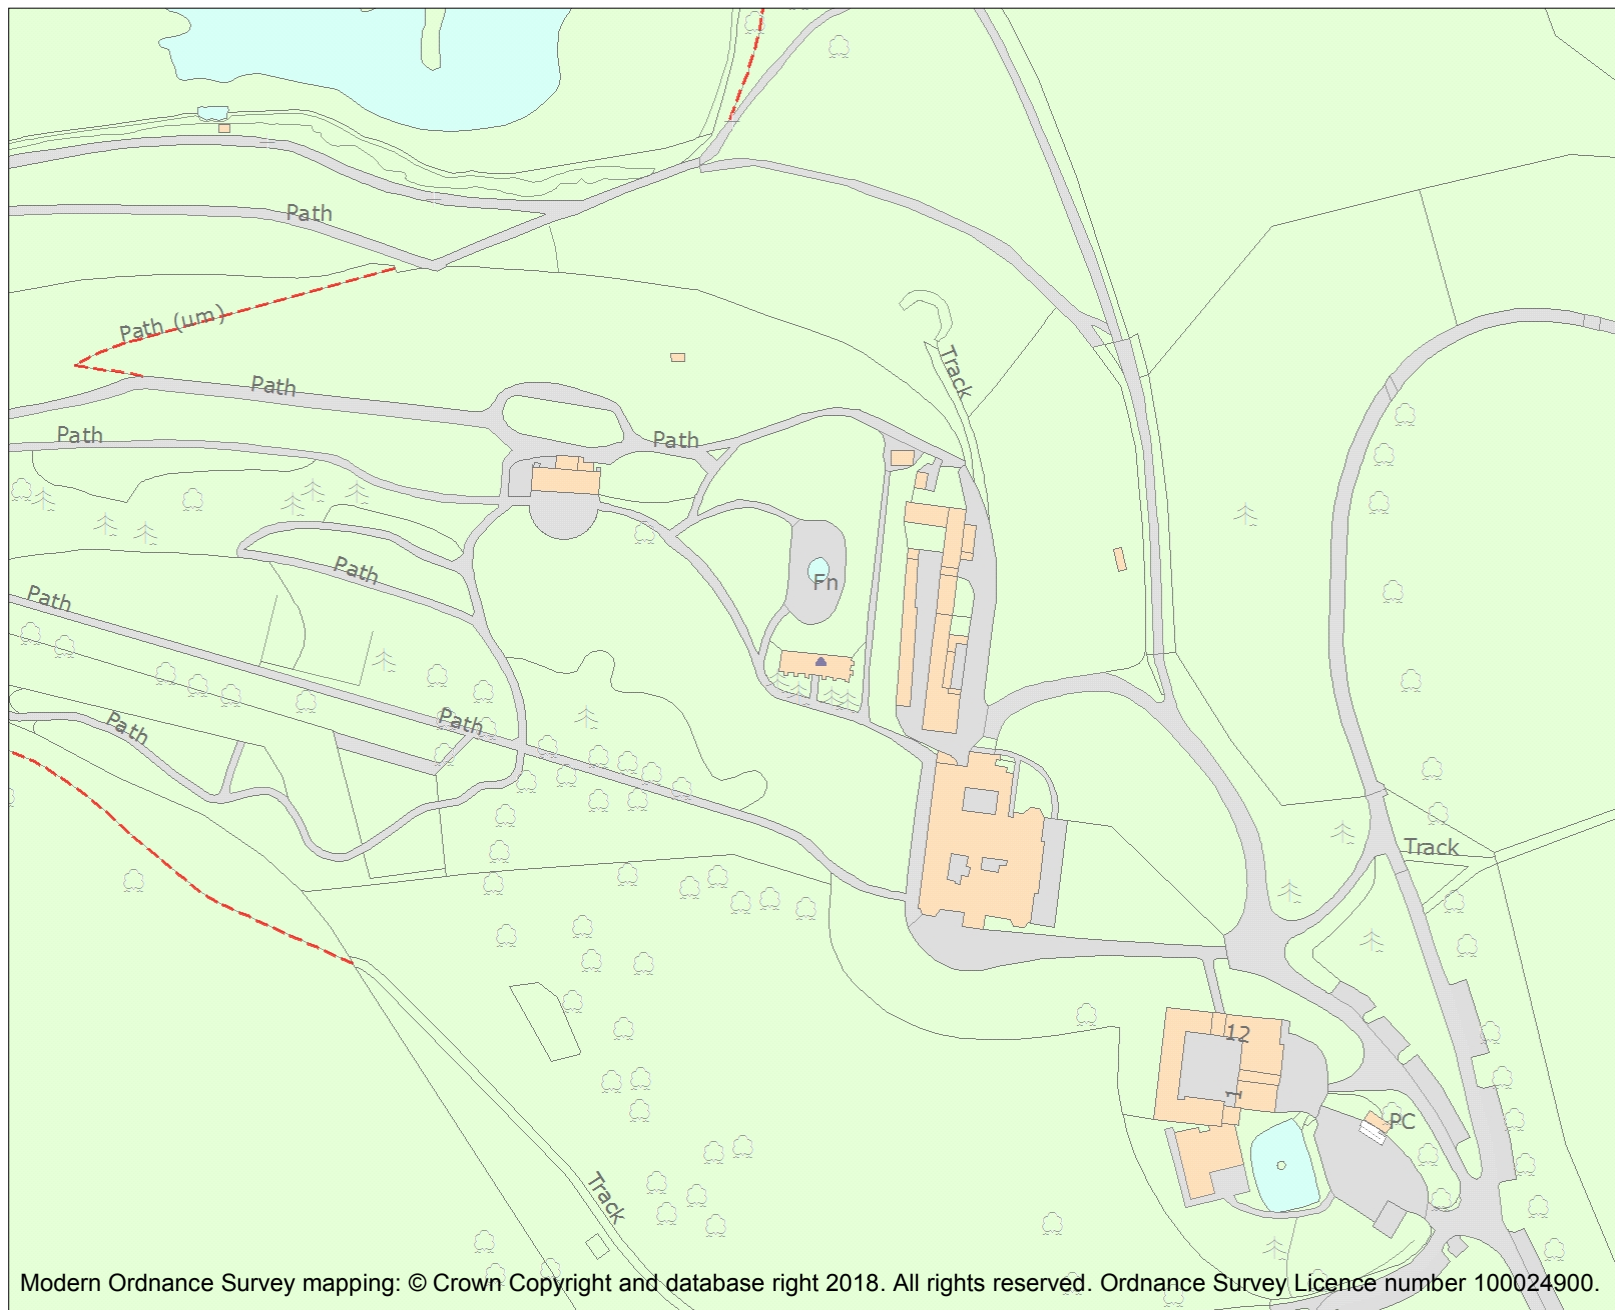 Path
Path (um)
Track
Path
Path
Path
Path
Fn
Path
Path
Path
Track
12
1
PC
Track
Modern Ordnance Survey mapping: © Crown Copyright and database right 2018. All rights reserved. Ordnance Survey Licence number 100024900.